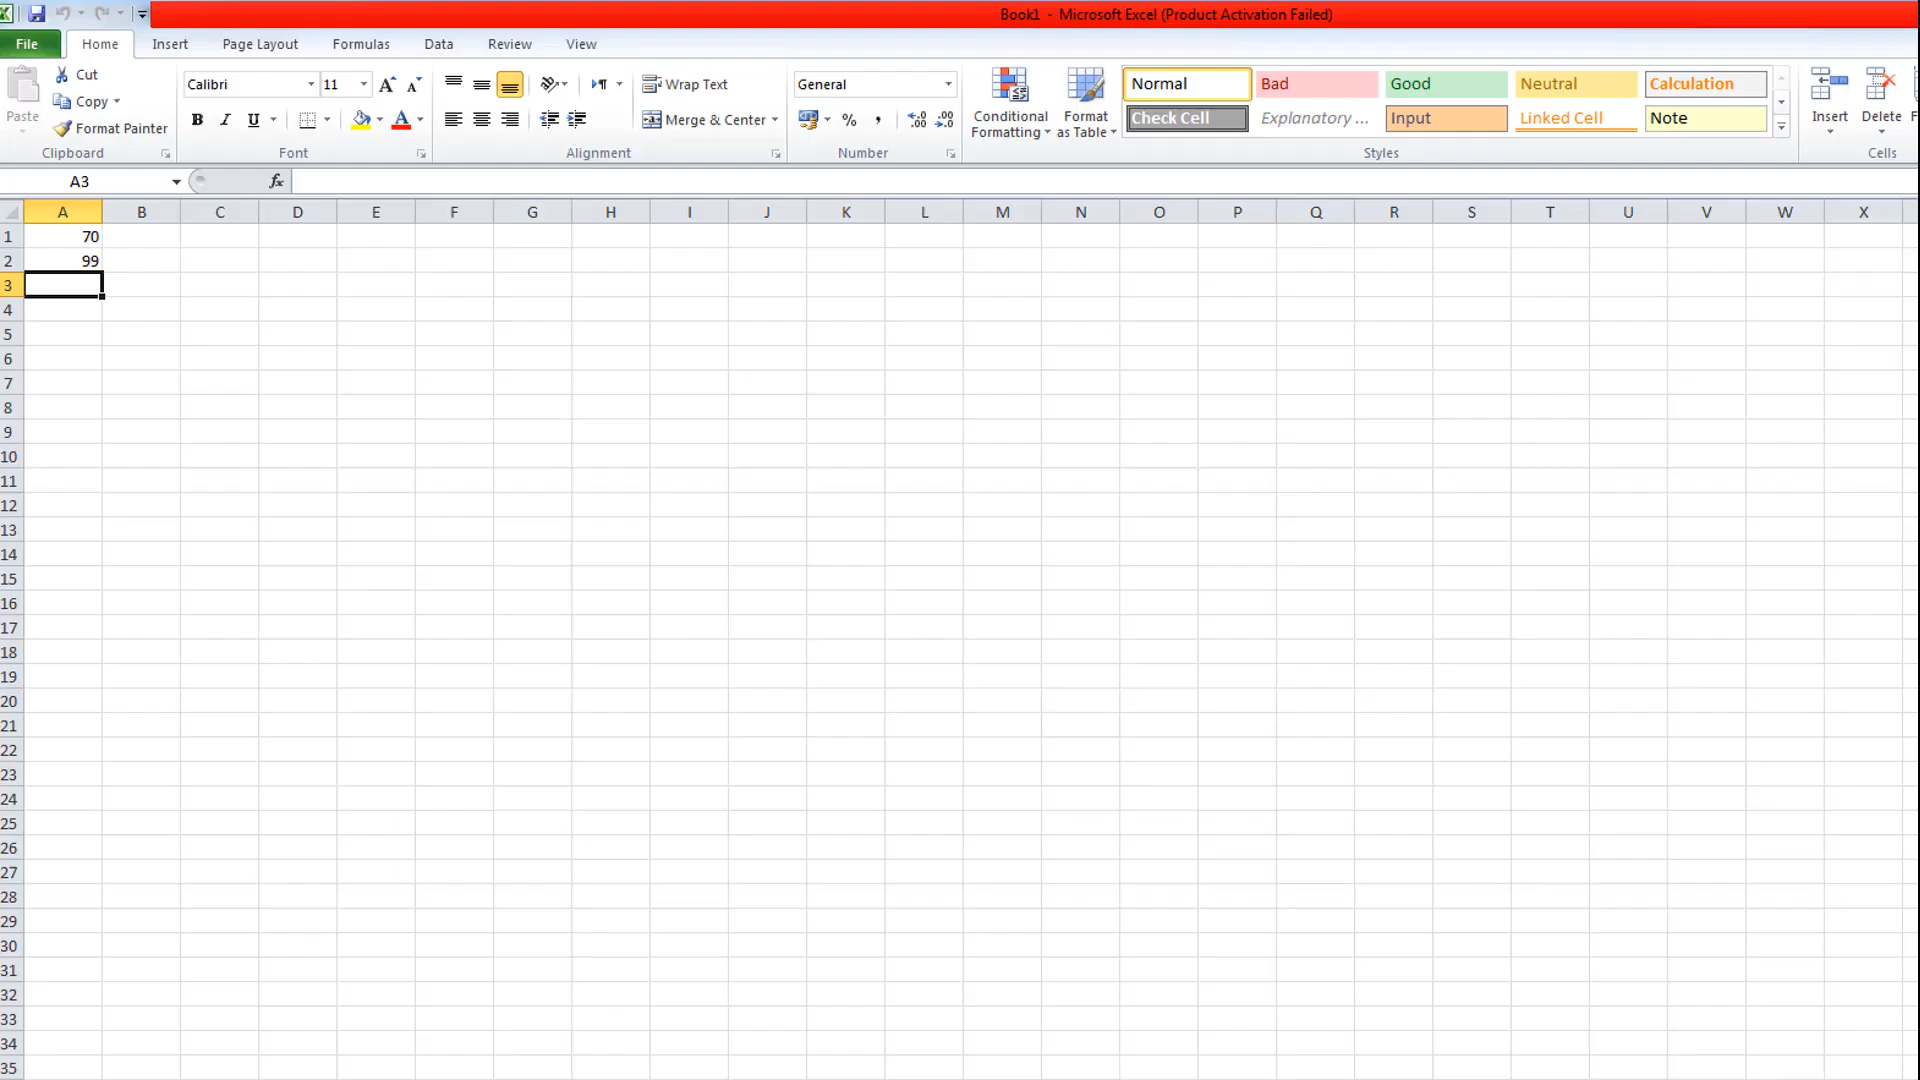 Book1 - Microsoft Excel (Product Activation Failed)
File Home Insert Page Layout Formulas Data Review View
Paste
Cut
Copy
Format Painter
Clipboard
Calibri 11
B I U
Font
Wrap Text
Merge & Center
Alignment
General
%
Number
Conditional Formatting
Format as Table
Normal Bad Good Neutral Calculation
Check Cell Explanatory ... Input Linked Cell Note
Styles
Insert Delete
Cells
A3 fx
A B C D E F G H I J K L M N O P Q R S T U V W X
1 70
2 99
3
4
5
6
7
8
9
10
11
12
13
14
15
16
17
18
19
20
21
22
23
24
25
26
27
28
29
30
31
32
33
34
35